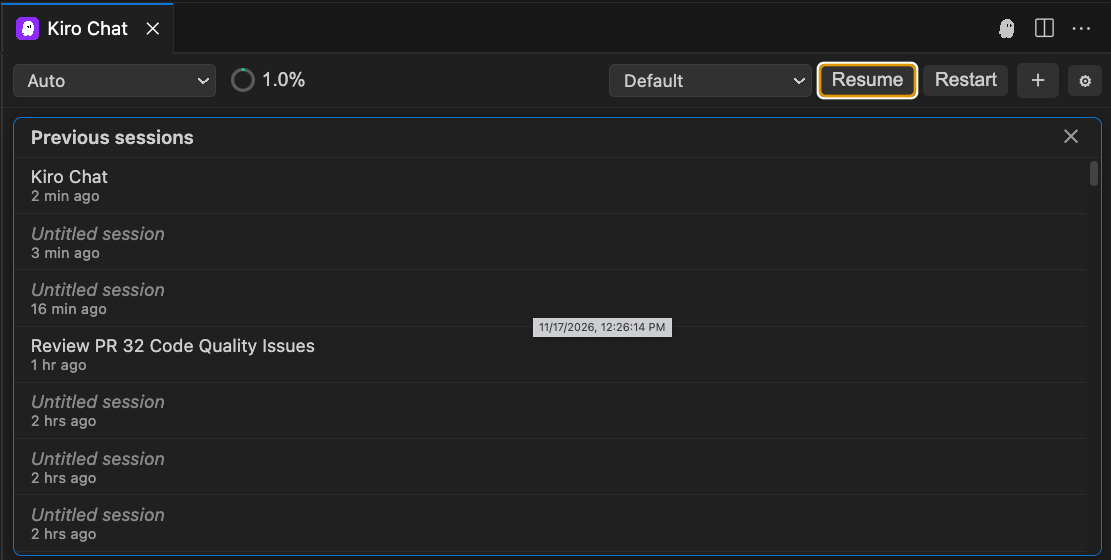 Kiro Chat
Auto
1.0%
Default
Resume
Restart
Previous sessions
Kiro Chat
2 min ago
Untitled session
3 min ago
Untitled session
16 min ago
11/17/2026, 12:26:14 PM
Review PR 32 Code Quality Issues
1 hr ago
Untitled session
2 hrs ago
Untitled session
2 hrs ago
Untitled session
2 hrs ago